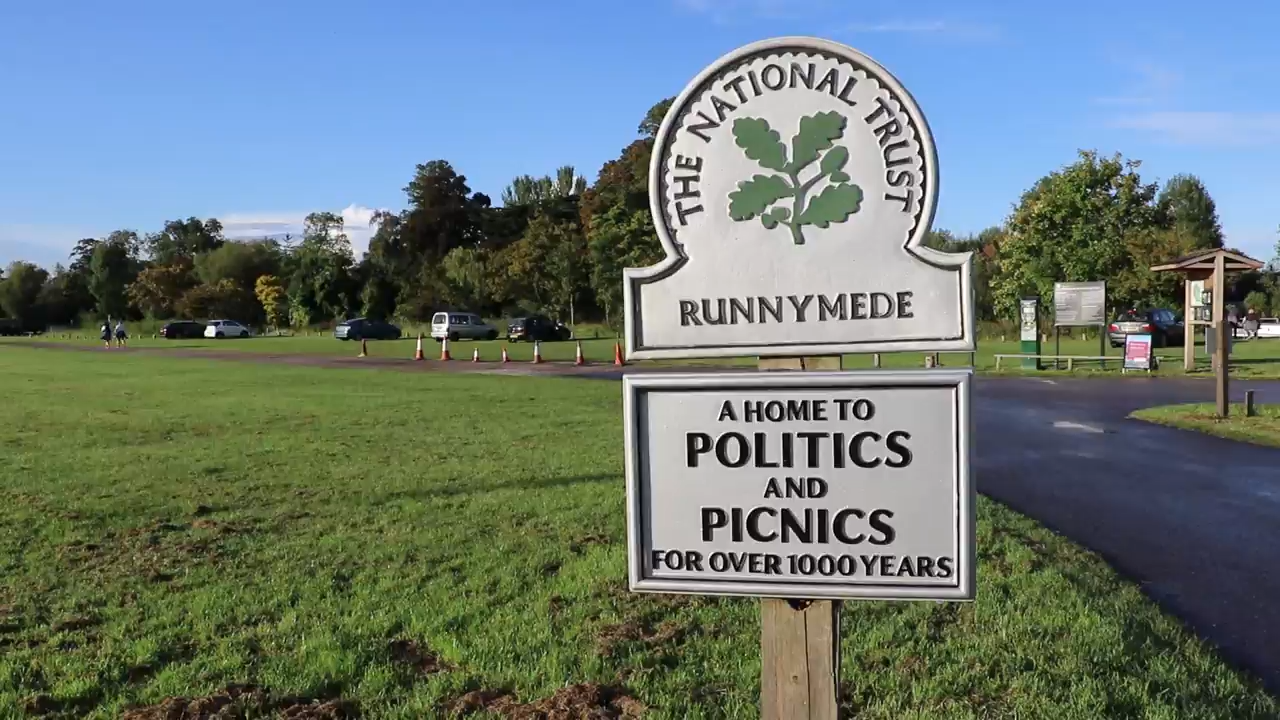 THE NATIONAL TRUST
RUNNYMEDE
A HOME TO
POLITICS
AND
PICNICS
FOR OVER 1000 YEARS